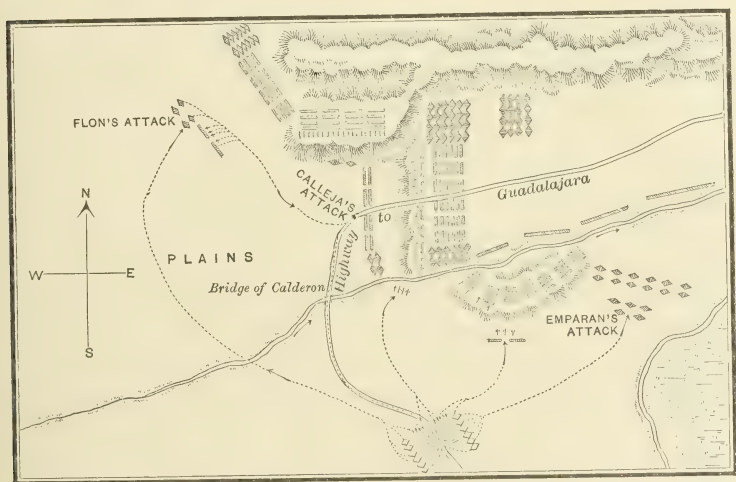 FLON'S ATTACK
CALLEJA'S
ATTACK
N
Highway to Guadalajara
PLAINS
W
E
Bridge of Calderon
EMPARAN'S
ATTACK
S